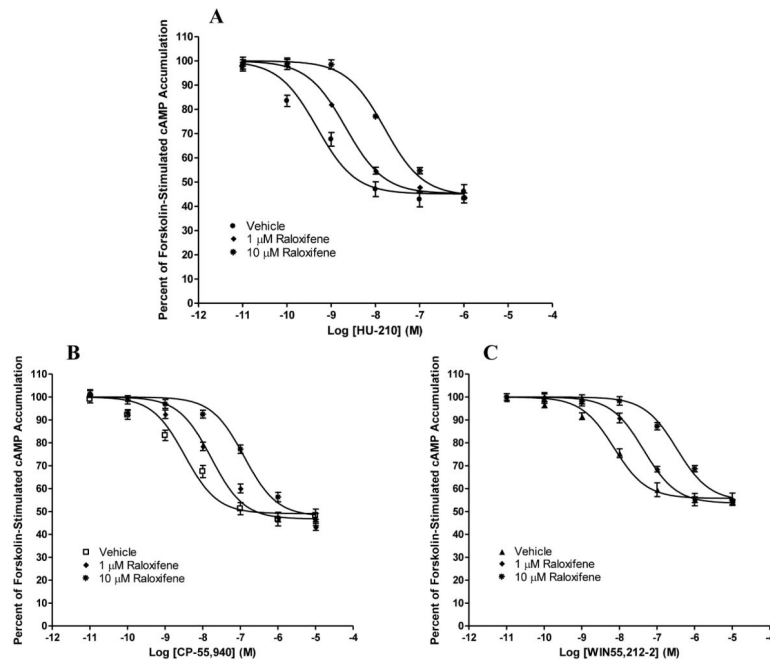 A
Percent of Forskolin-Stimulated cAMP Accumulation
110
100
90
80
70
60
50
40
30
20
10
0
-12 -11 -10 -9 -8 -7 -6 -5 -4
Log [HU-210] (M)
Vehicle
1 μM Raloxifene
10 μM Raloxifene
B
Percent of Forskolin-Stimulated cAMP Accumulation
110
100
90
80
70
60
50
40
30
20
10
0
-12 -11 -10 -9 -8 -7 -6 -5 -4
Log [CP-55,940] (M)
Vehicle
1 μM Raloxifene
10 μM Raloxifene
C
Percent of Forskolin-Stimulated cAMP Accumulation
110
100
90
80
70
60
50
40
30
20
10
0
-12 -11 -10 -9 -8 -7 -6 -5 -4
Log [WIN55,212-2] (M)
Vehicle
1 μM Raloxifene
10 μM Raloxifene